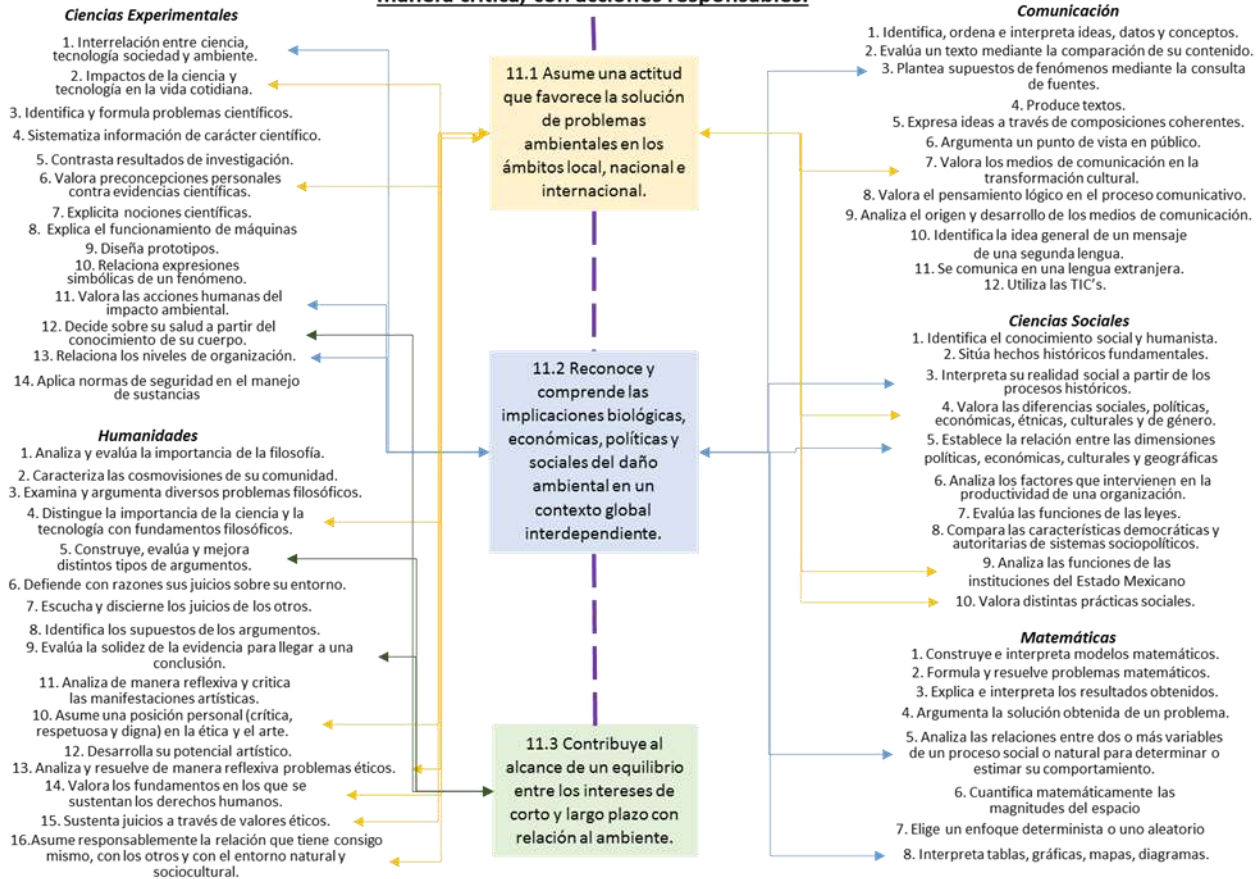 manera crítica, con acciones responsables.
Ciencias Experimentales
1. Interrelación entre ciencia,
tecnología sociedad y ambiente.
2. Impactos de la ciencia y
tecnología en la vida cotidiana.
3. Identifica y formula problemas científicos.
4. Sistematiza información de carácter científico.
5. Contrasta resultados de investigación.
6. Valora preconcepciones personales
contra evidencias científicas.
7. Explicita nociones científicas.
8. Explica el funcionamiento de máquinas
9. Diseña prototipos.
10. Relaciona expresiones
simbólicas de un fenómeno.
11. Valora las acciones humanas del
impacto ambiental.
12. Decide sobre su salud a partir del
conocimiento de su cuerpo.
13. Relaciona los niveles de organización.
14. Aplica normas de seguridad en el manejo
de sustancias
Humanidades
1. Analiza y evalúa la importancia de la filosofía.
2. Caracteriza las cosmovisiones de su comunidad.
3. Examina y argumenta diversos problemas filosóficos.
4. Distingue la importancia de la ciencia y la
tecnología con fundamentos filosóficos.
5. Construye, evalúa y mejora
distintos tipos de argumentos.
6. Defiende con razones sus juicios sobre su entorno.
7. Escucha y discierne los juicios de los otros.
8. Identifica los supuestos de los argumentos.
9. Evalúa la solidez de la evidencia para llegar a una
conclusión.
11. Analiza de manera reflexiva y critica
las manifestaciones artísticas.
10. Asume una posición personal (crítica,
respetuosa y digna) en la ética y el arte.
12. Desarrolla su potencial artístico.
13. Analiza y resuelve de manera reflexiva problemas éticos.
14. Valora los fundamentos en los que se
sustentan los derechos humanos.
15. Sustenta juicios a través de valores éticos.
16.Asume responsablemente la relación que tiene consigo
mismo, con los otros y con el entorno natural y
sociocultural.
11.1 Asume una actitud
que favorece la solución
de problemas
ambientales en los
ámbitos local, nacional e
internacional.
11.2 Reconoce y
comprende las
implicaciones biológicas,
económicas, políticas y
sociales del daño
ambiental en un
contexto global
interdependiente.
11.3 Contribuye al
alcance de un equilibrio
entre los intereses de
corto y largo plazo con
relación al ambiente.
Comunicación
1. Identifica, ordena e interpreta ideas, datos y conceptos.
2. Evalúa un texto mediante la comparación de su contenido.
3. Plantea supuestos de fenómenos mediante la consulta
de fuentes.
4. Produce textos.
5. Expresa ideas a través de composiciones coherentes.
6. Argumenta un punto de vista en público.
7. Valora los medios de comunicación en la
transformación cultural.
8. Valora el pensamiento lógico en el proceso comunicativo.
9. Analiza el origen y desarrollo de los medios de comunicación.
10. Identifica la idea general de un mensaje
de una segunda lengua.
11. Se comunica en una lengua extranjera.
12. Utiliza las TIC's.
Ciencias Sociales
1. Identifica el conocimiento social y humanista.
2. Sitúa hechos históricos fundamentales.
3. Interpreta su realidad social a partir de los
procesos históricos.
4. Valora las diferencias sociales, políticas,
económicas, étnicas, culturales y de género.
5. Establece la relación entre las dimensiones
políticas, económicas, culturales y geográficas
6. Analiza los factores que intervienen en la
productividad de una organización.
7. Evalúa las funciones de las leyes.
8. Compara las características democráticas y
autoritarias de sistemas sociopolíticos.
9. Analiza las funciones de las
instituciones del Estado Mexicano
10. Valora distintas prácticas sociales.
Matemáticas
1. Construye e interpreta modelos matemáticos.
2. Formula y resuelve problemas matemáticos.
3. Explica e interpreta los resultados obtenidos.
4. Argumenta la solución obtenida de un problema.
5. Analiza las relaciones entre dos o más variables
de un proceso social o natural para determinar o
estimar su comportamiento.
6. Cuantifica matemáticamente las
magnitudes del espacio
7. Elige un enfoque determinista o uno aleatorio
8. Interpreta tablas, gráficas, mapas, diagramas.